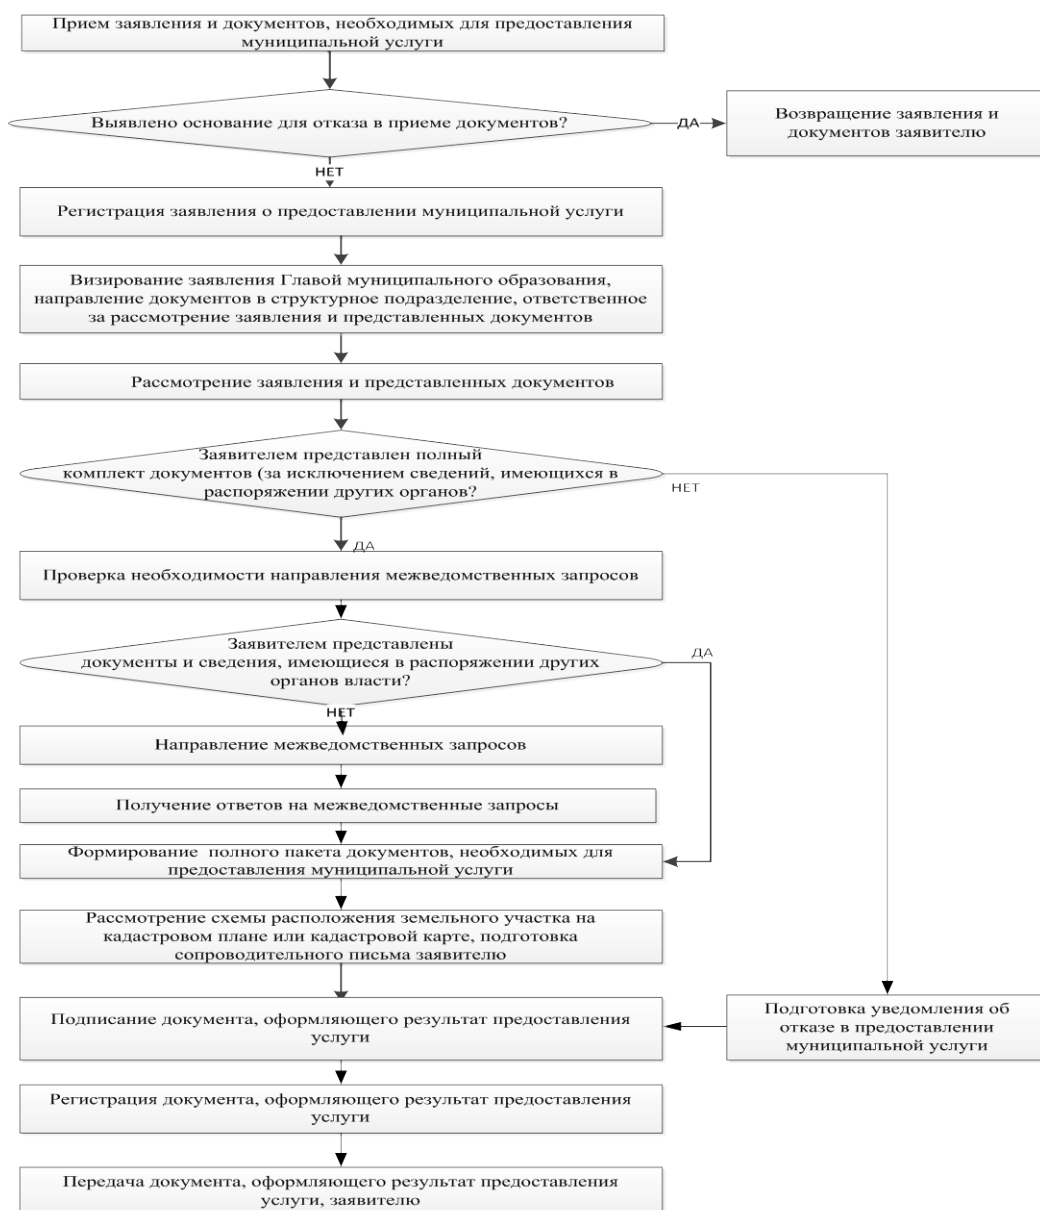 Прием заявления и документов, необходимых для предоставления
муниципальной услуги
Выявлено основание для отказа в приеме документов?
ДА
Возвращение заявления и
документов заявителю
НЕТ
Регистрация заявления о предоставлении муниципальной услуги
Визирование заявления Главой муниципального образования,
направление документов в структурное подразделение, ответственное
за рассмотрение заявления и представленных документов
Рассмотрение заявления и представленных документов
Заявителем представлен полный
комплект документов (за исключением сведений, имеющихся в
распоряжении других органов?
НЕТ
ДА
Проверка необходимости направления межведомственных запросов
Заявителем представлены
документы и сведения, имеющиеся в распоряжении других
органов власти?
ДА
НЕТ
Направление межведомственных запросов
Получение ответов на межведомственные запросы
Формирование полного пакета документов, необходимых для
предоставления муниципальной услуги
Рассмотрение схемы расположения земельного участка на
кадастровом плане или кадастровой карте, подготовка
сопроводительного письма заявителю
Подписание документа, оформляющего результат предоставления
услуги
Подготовка уведомления об
отказе в предоставлении
муниципальной услуги
Регистрация документа, оформляющего результат предоставления
услуги
Передача документа, оформляющего результат предоставления
услуги, заявителю